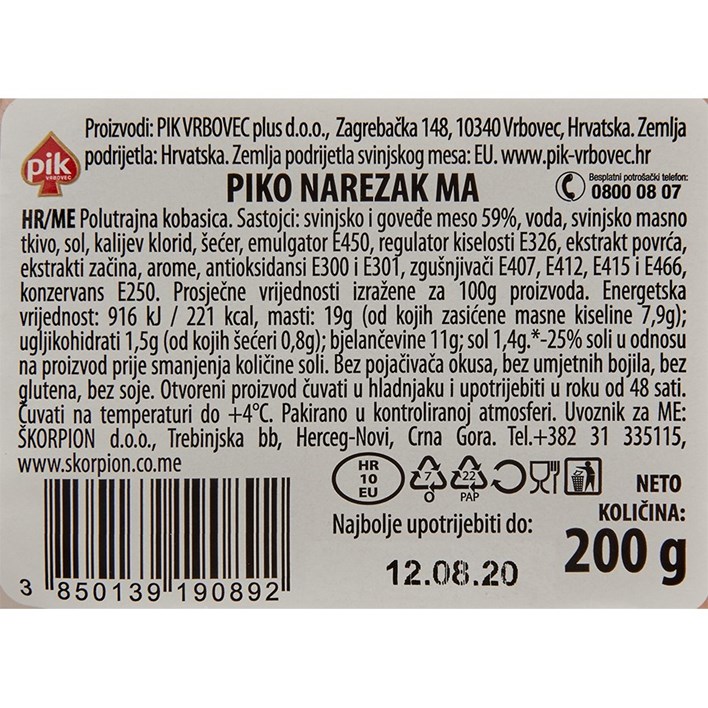 Proizvodi: PIK VRBOVEC plus d.o.o., Zagrebačka 148, 10340 Vrbovec, Hrvatska. Zemlja
podrijetla: Hrvatska. Zemlja podrijetla svinjskog mesa: EU. www.pik-vrbovec.hr
pik
VRBOVEC
PIKO NAREZAK MA
Besplatni potrošački telefon:
0800 08 07
HR/ME Polutrajna kobasica. Sastojci: svinjsko i goveđe meso 59%, voda, svinjsko masno
tkivo, sol, kalijev klorid, šećer, emulgator E450, regulator kiselosti E326, ekstrakt povrća,
ekstrakti začina, arome, antioksidansi E300 i E301, zgušnjivači E407, E412, E415 i E466,
konzervans E250. Prosječne vrijednosti izražene za 100g proizvoda. Energetska
vrijednost: 916 kJ / 221 kcal, masti: 19g (od kojih zasićene masne kiseline 7,9g);
ugljikohidrati 1,5g (od kojih šećeri 0,8g); bjelančevine 11g; sol 1,4g.*-25% soli u odnosu
na proizvod prije smanjenja količine soli. Bez pojačivača okusa, bez umjetnih bojila, bez
glutena, bez soje. Otvoreni proizvod čuvati u hladnjaku i upotrijebiti u roku od 48 sati.
Čuvati na temperaturi do +4°C. Pakirano u kontroliranoj atmosferi. Uvoznik za ME:
ŠKORPION d.o.o., Trebinjska bb, Herceg-Novi, Crna Gora. Tel.+382 31 335115,
www.skorpion.co.me
HR
10
EU
7
O
22
PAP
NETO
KOLIČINA:
200 g
Najbolje upotrijebiti do:
12.08.20
3 850139 190892